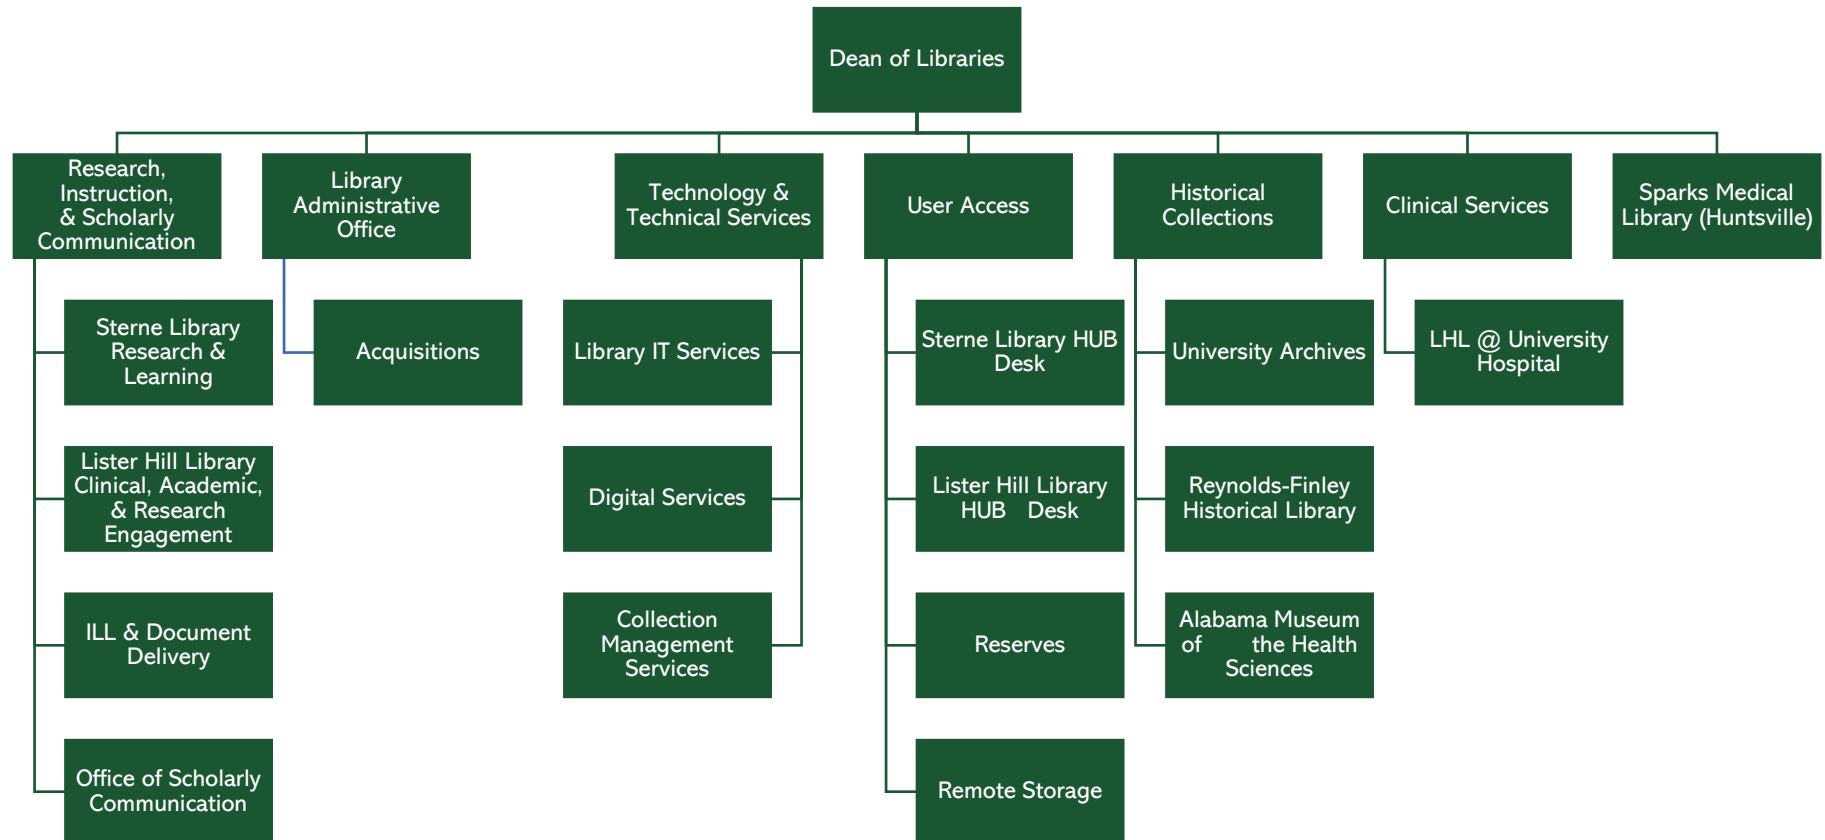 Dean of Libraries
Research,
Instruction,
& Scholarly
Communication
Library
Administrative
Office
Technology &
Technical Services
User Access
Historical
Collections
Clinical Services
Sparks Medical
Library (Huntsville)
Sterne Library
Research &
Learning
Acquisitions
Library IT Services
Sterne Library HUB
Desk
University Archives
LHL @ University
Hospital
Lister Hill Library
Clinical, Academic,
& Research
Engagement
Digital Services
Lister Hill Library
HUB Desk
Reynolds-Finley
Historical Library
ILL & Document
Delivery
Collection
Management
Services
Reserves
Alabama Museum
of the Health
Sciences
Office of Scholarly
Communication
Remote Storage